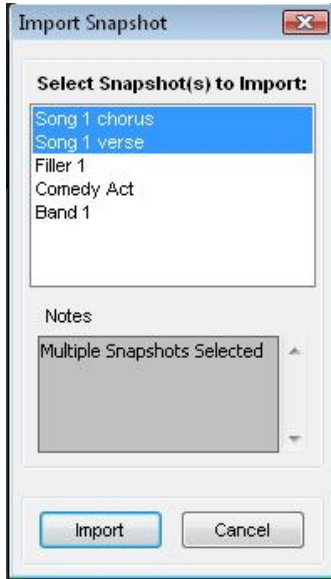 Import Snapshot
Select Snapshot(s) to Import:
Song 1 chorus
Song 1 verse
Filler 1
Comedy Act
Band 1
Notes
Multiple Snapshots Selected
Import Cancel